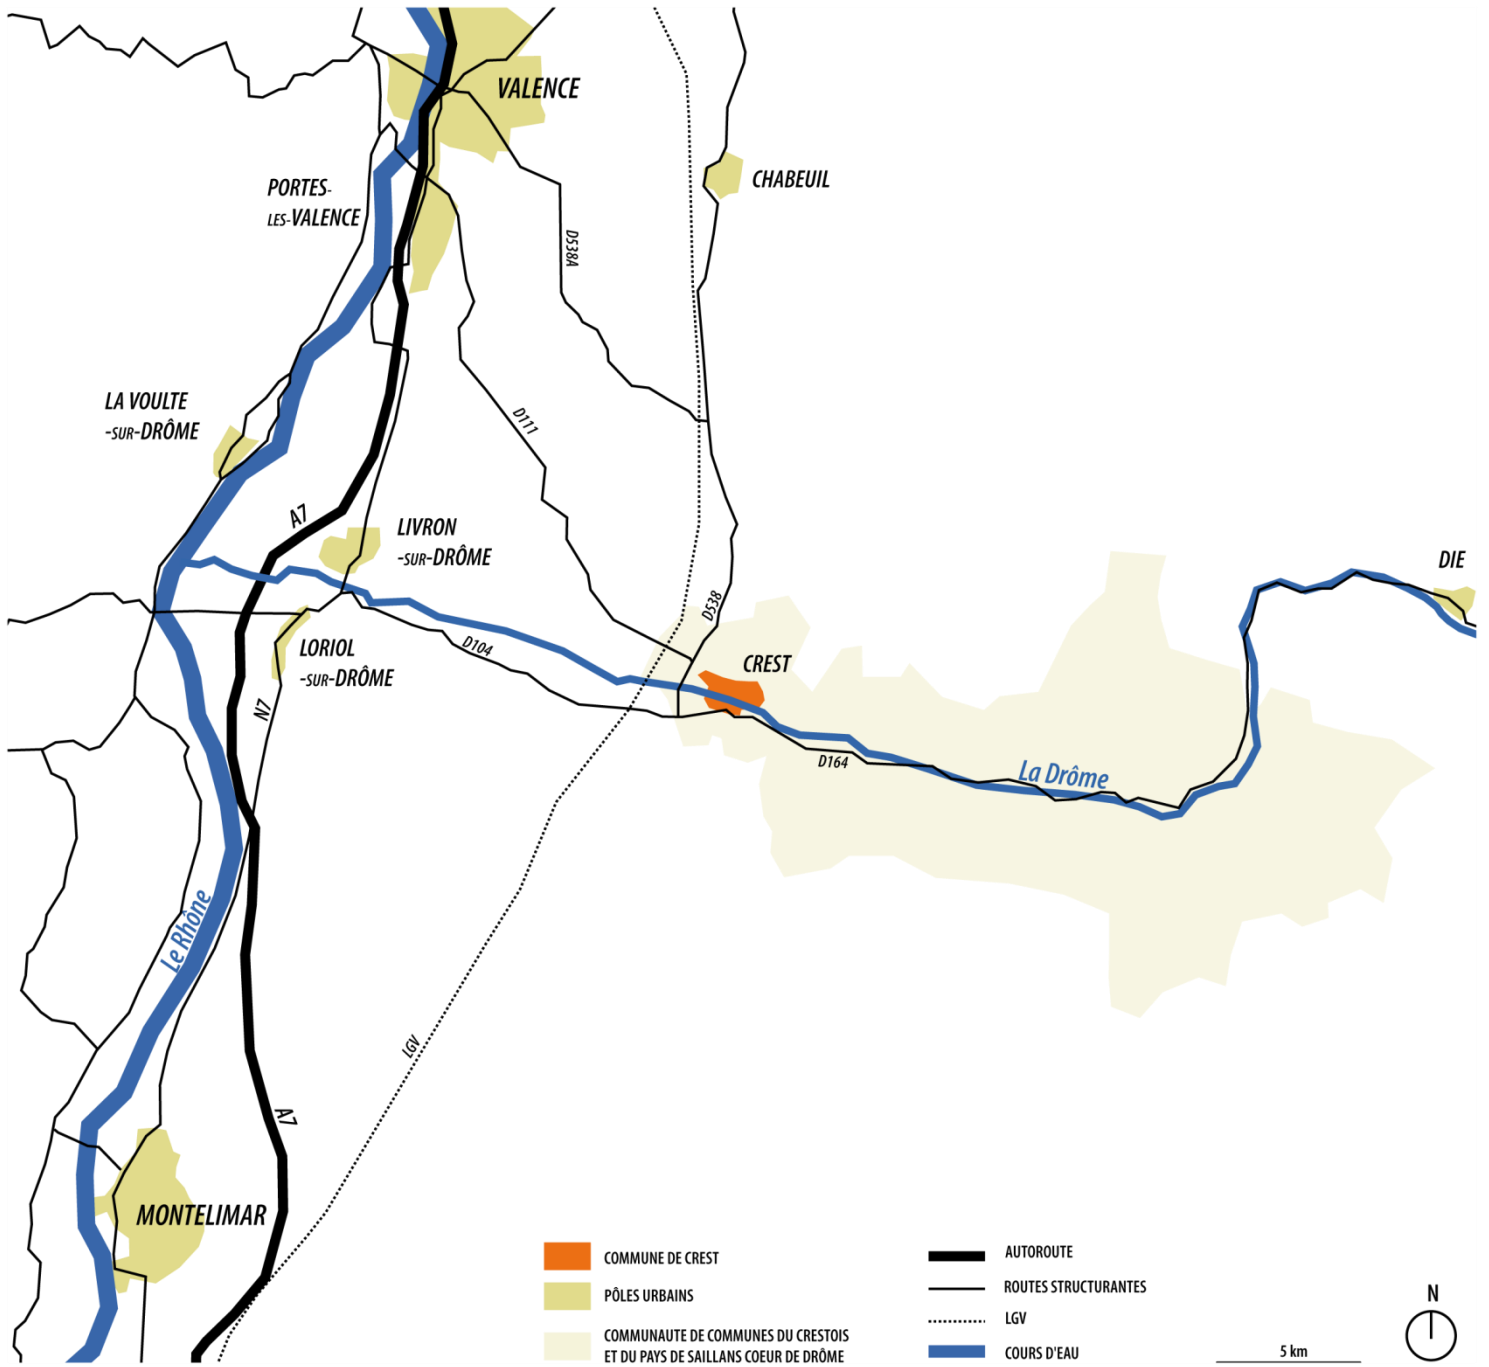 VALENCE
CHABEUIL
PORTES-
LES-VALENCE
D538A
LA VOULTE
-SUR-DRÔME
D111
A7
LIVRON
-SUR-DRÔME
DIE
D538
D104
LORIOL
-SUR-DRÔME
CREST
N7
D164
La Drôme
Le Rhône
LGV
A7
MONTELIMAR
COMMUNE DE CREST
PÔLES URBAINS
COMMUNAUTE DE COMMUNES DU CRESTOIS
ET DU PAYS DE SAILLANS COEUR DE DRÔME
AUTOROUTE
ROUTES STRUCTURANTES
LGV
COURS D'EAU
5 km
N